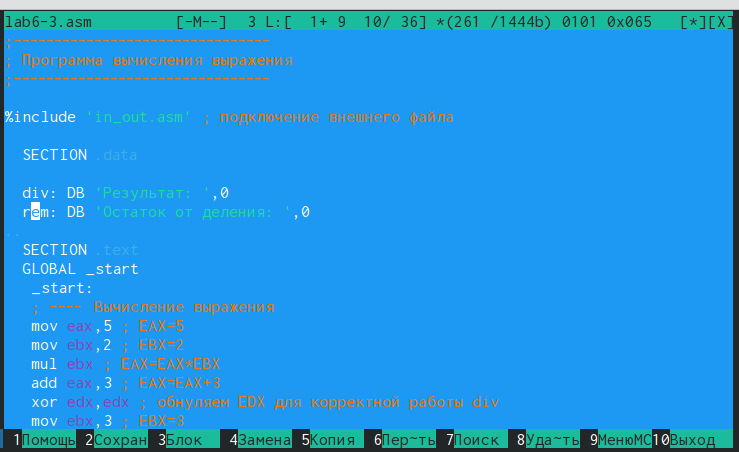 lab6-3.asm [-M--] 3 L:[ 1+ 9 10/ 36] *(261 /1444b) 0101 0x065 [*][X]
;--------------------------------
; Программа вычисления выражения
;--------------------------------
%include 'in_out.asm' ; подключение внешнего файла
SECTION .data
div: DB 'Результат: ',0
rem: DB 'Остаток от деления: ',0
..
SECTION .text
GLOBAL _start
_start:
; ---- Вычисление выражения
mov eax,5 ; EAX=5
mov ebx,2 ; EBX=2
mul ebx ; EAX=EAX*EBX
add eax,3 ; EAX=EAX+3
xor edx,edx ; обнуляем EDX для корректной работы div
mov ebx,3 ; EBX=3
1Помощь 2Сохран 3Блок 4Замена 5Копия 6Пер~ть 7Поиск 8Уда~ть 9МенюМС 10Выход